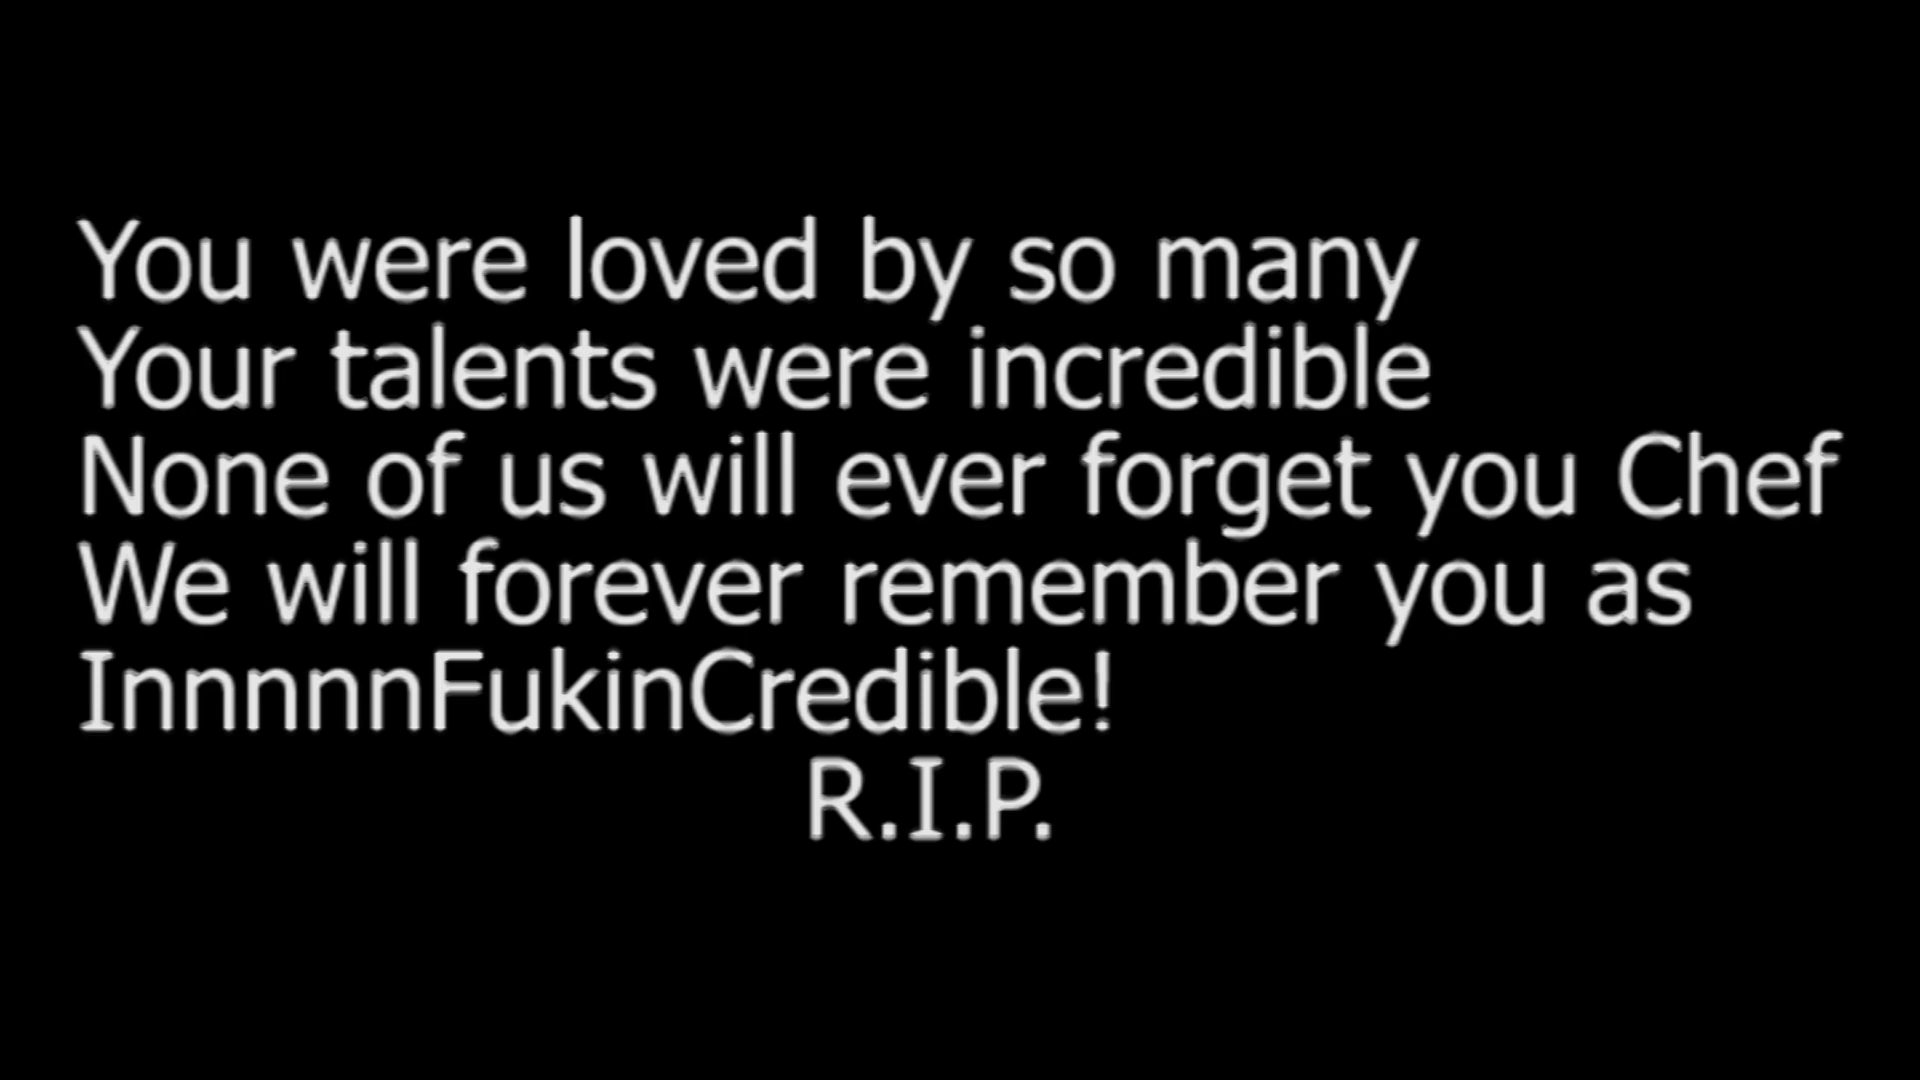 You were loved by so many
Your talents were incredible
None of us will ever forget you Chef
We will forever remember you as
InnnnnFukinCredible!
R.I.P.